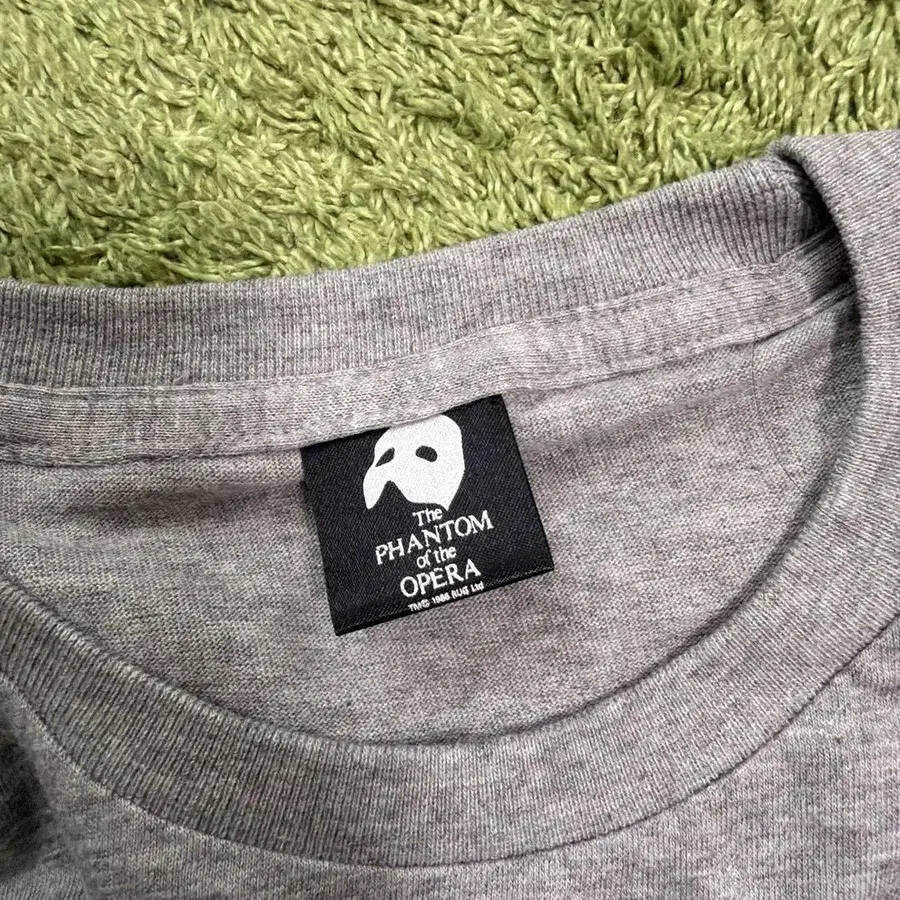 The
PHANTOM
of the
OPERA
TM© 1986 RUG Ltd